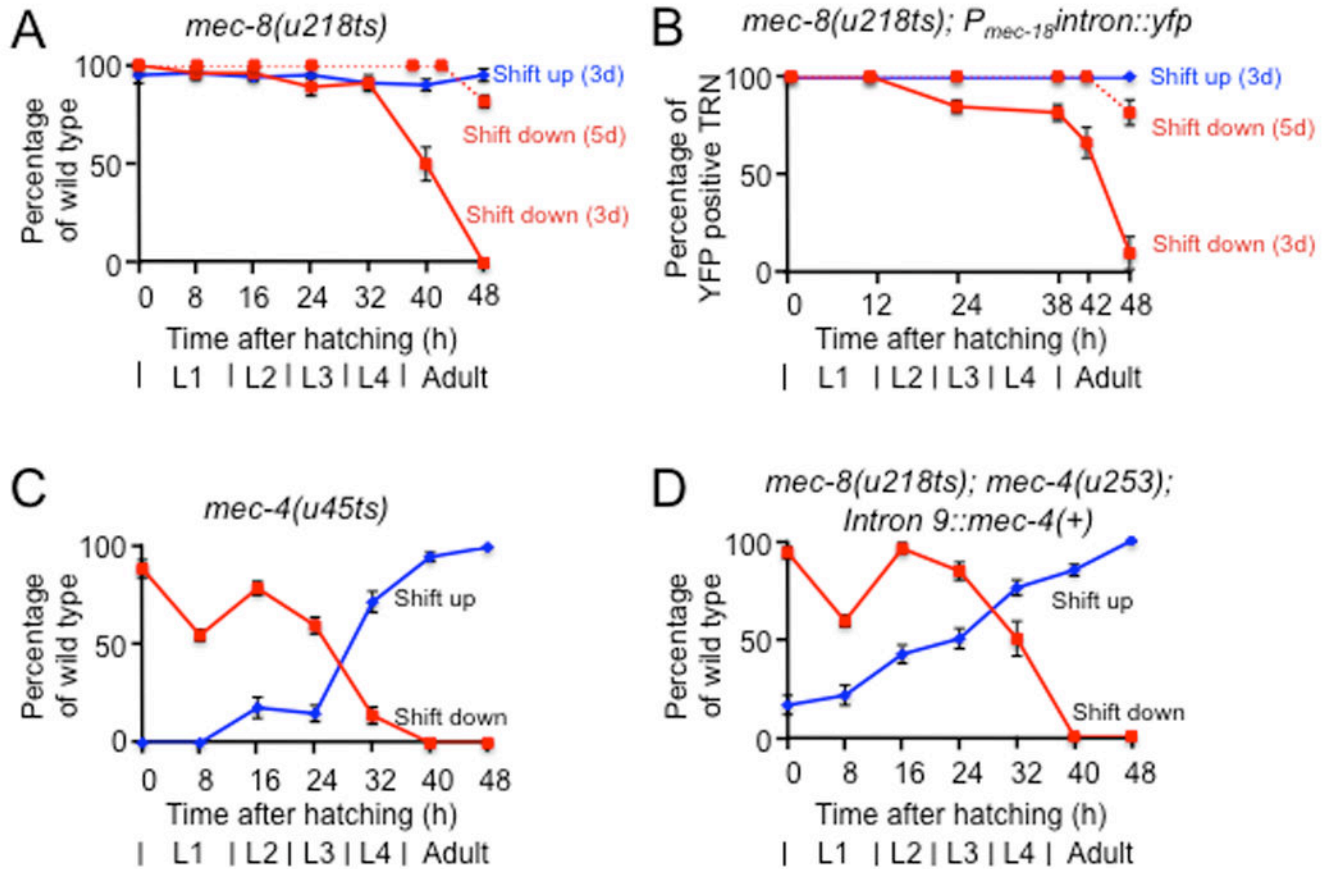 A
mec-8(u218ts)
Percentage
of wild type
100
50
0
Shift up (3d)
Shift down (5d)
Shift down (3d)
0 8 16 24 32 40 48
Time after hatching (h)
| L1 | L2 | L3 | L4 | Adult
B
mec-8(u218ts); Pmec-18intron::yfp
Percentage of
YFP positive TRN
100
50
0
Shift up (3d)
Shift down (5d)
Shift down (3d)
0 12 24 38 42 48
Time after hatching (h)
| L1 | L2 | L3 | L4 | Adult
C
mec-4(u45ts)
Percentage
of wild type
100
50
0
Shift up
Shift down
0 8 16 24 32 40 48
Time after hatching (h)
| L1 | L2 | L3 | L4 | Adult
D
mec-8(u218ts); mec-4(u253);
Intron 9::mec-4(+)
Percentage
of wild type
100
50
0
Shift up
Shift down
0 8 16 24 32 40 48
Time after hatching (h)
| L1 | L2 | L3 | L4 | Adult